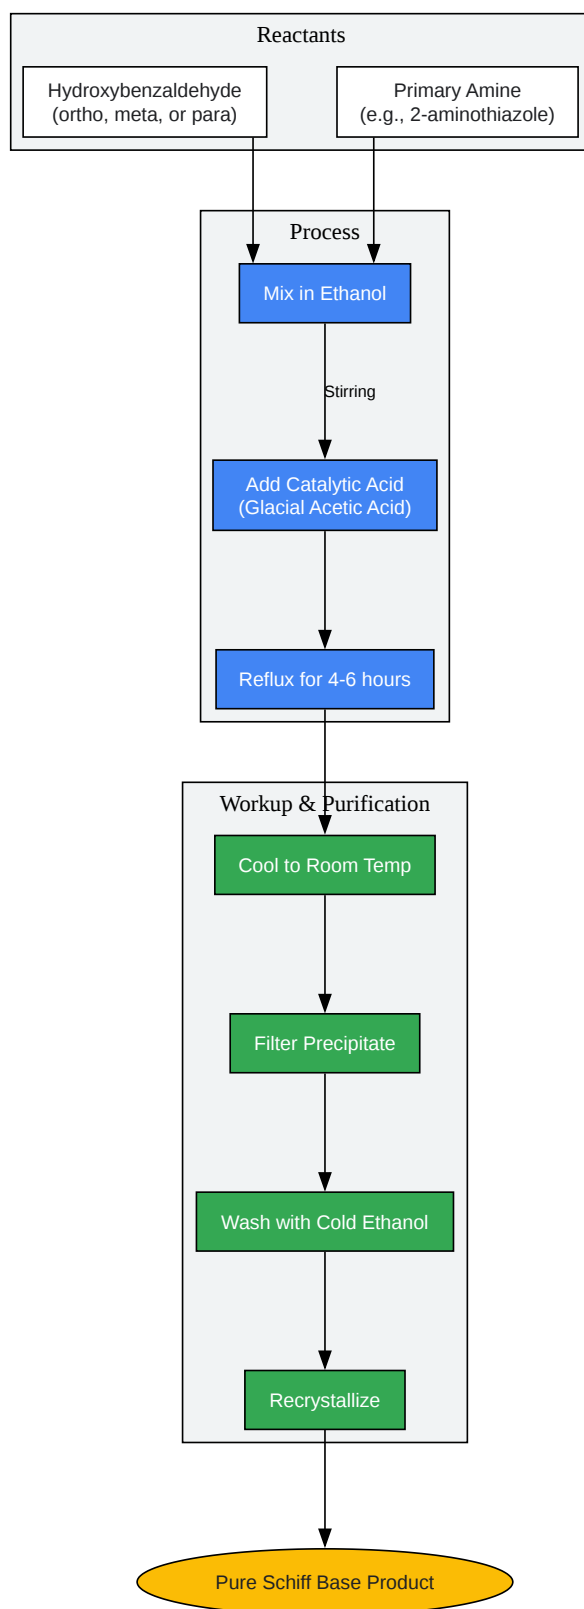 Reactants
Hydroxybenzaldehyde
(ortho, meta, or para)
Primary Amine
(e.g., 2-aminothiazole)
Process
Mix in Ethanol
Stirring
Add Catalytic Acid
(Glacial Acetic Acid)
Reflux for 4-6 hours
Workup & Purification
Cool to Room Temp
Filter Precipitate
Wash with Cold Ethanol
Recrystallize
Pure Schiff Base Product